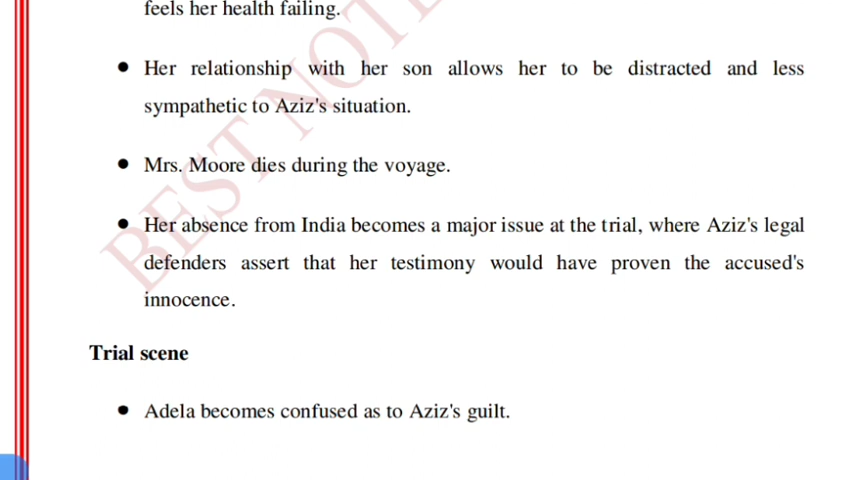 feels her health failing.
• Her relationship with her son allows her to be distracted and less
sympathetic to Aziz's situation.
• Mrs. Moore dies during the voyage.
• Her absence from India becomes a major issue at the trial, where Aziz's legal
defenders assert that her testimony would have proven the accused's
innocence.
Trial scene
• Adela becomes confused as to Aziz's guilt.
BEST NOTE